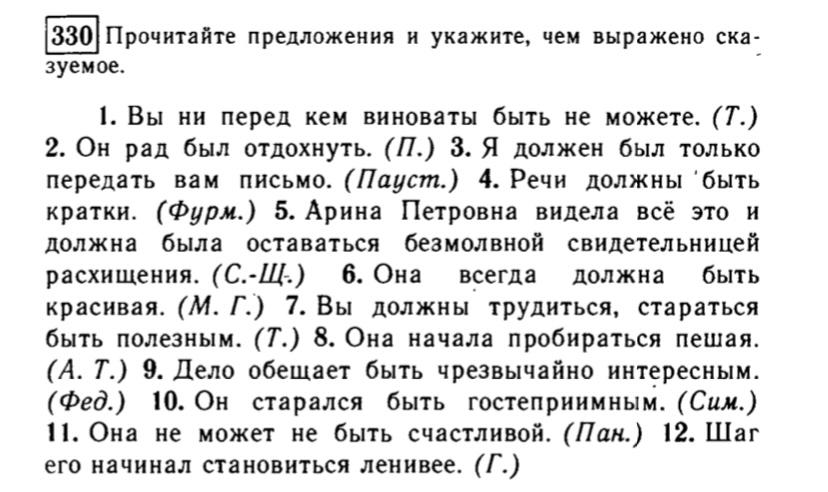 330 Прочитайте предложения и укажите, чем выражено ска-
зуемое.
1. Вы ни перед кем виноваты быть не можете. (Т.)
2. Он рад был отдохнуть. (П.) 3. Я должен был только
передать вам письмо. (Пауст.) 4. Речи должны быть
кратки. (Фурм.) 5. Арина Петровна видела всё это и
должна была оставаться безмолвной свидетельницей
расхищения. (С.-Щ.) 6. Она всегда должна быть
красивая. (М. Г.) 7. Вы должны трудиться, стараться
быть полезным. (Т.) 8. Она начала пробираться пешая.
(А. Т.) 9. Дело обещает быть чрезвычайно интересным.
(Фед.) 10. Он старался быть гостеприимным. (Сим.)
11. Она не может не быть счастливой. (Пан.) 12. Шаг
его начинал становиться ленивее. (Г.)